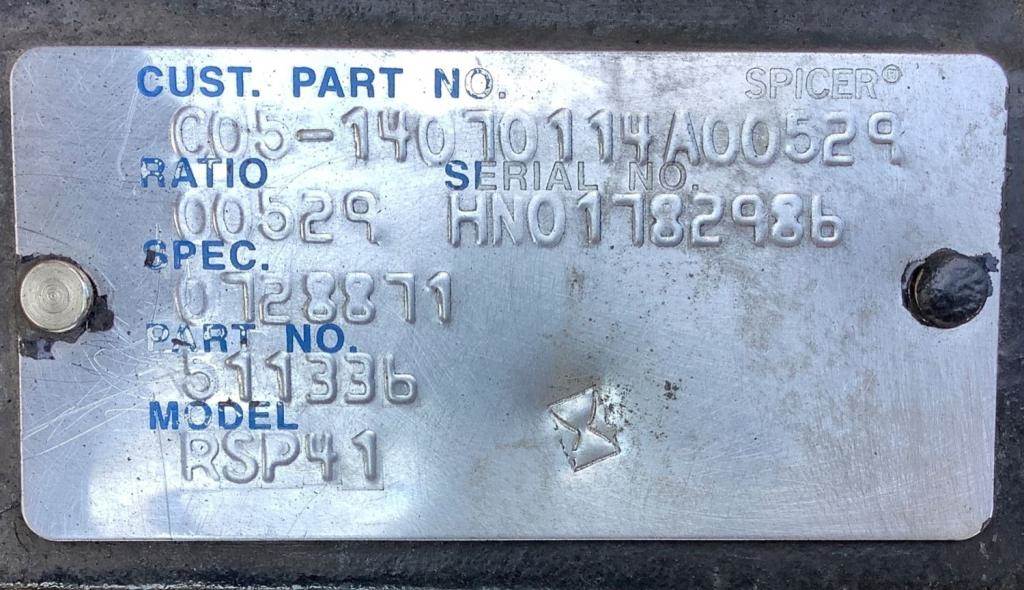 CUST. PART NO. SPICER®
C05-14070114A00529
RATIO SERIAL NO.
00529 HN01782986
SPEC.
0728871
PART NO.
511336
MODEL
RSP41